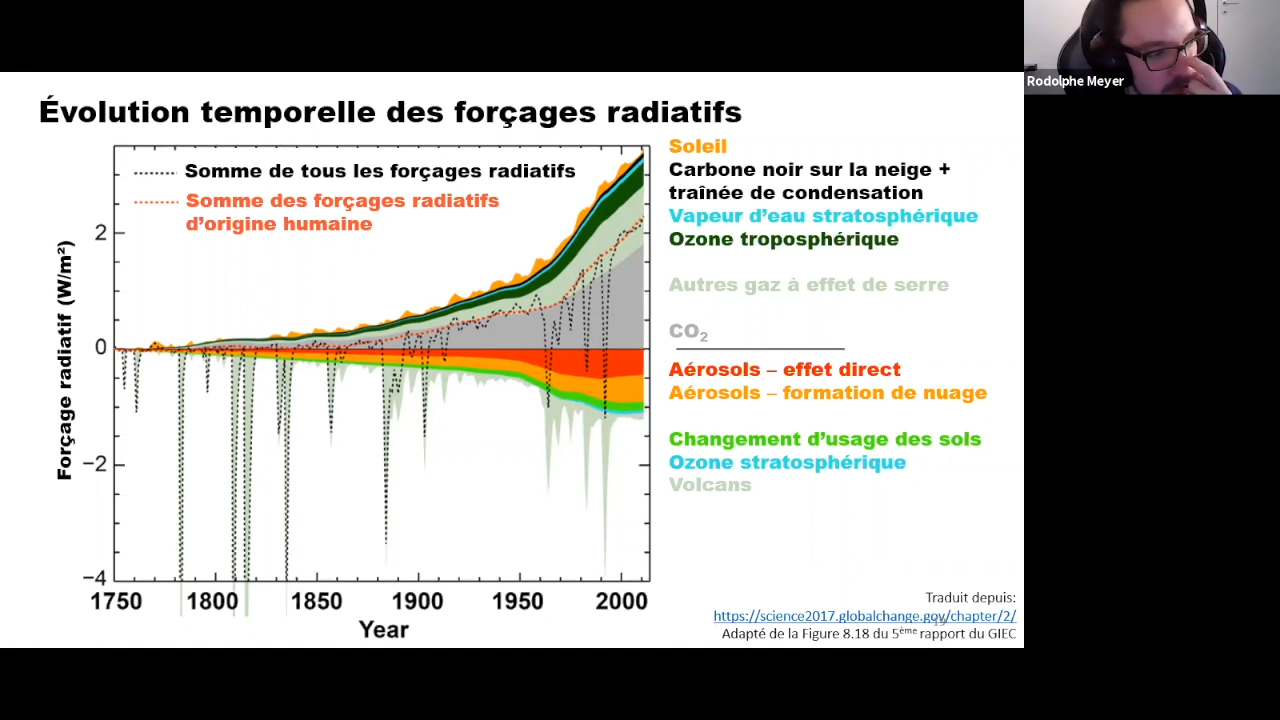 Rodolphe Meyer
Évolution temporelle des forçages radiatifs
Somme de tous les forçages radiatifs
Somme des forçages radiatifs
d'origine humaine
Forçage radiatif (W/m²)
2
0
−2
−4
1750
1800
1850
1900
1950
2000
Year
Soleil
Carbone noir sur la neige +
traînée de condensation
Vapeur d'eau stratosphérique
Ozone troposphérique
Autres gaz à effet de serre
CO₂
Aérosols – effet direct
Aérosols – formation de nuage
Changement d'usage des sols
Ozone stratosphérique
Volcans
Traduit depuis:
https://science2017.globalchange.gov/chapter/2/
Adapté de la Figure 8.18 du 5ème rapport du GIEC